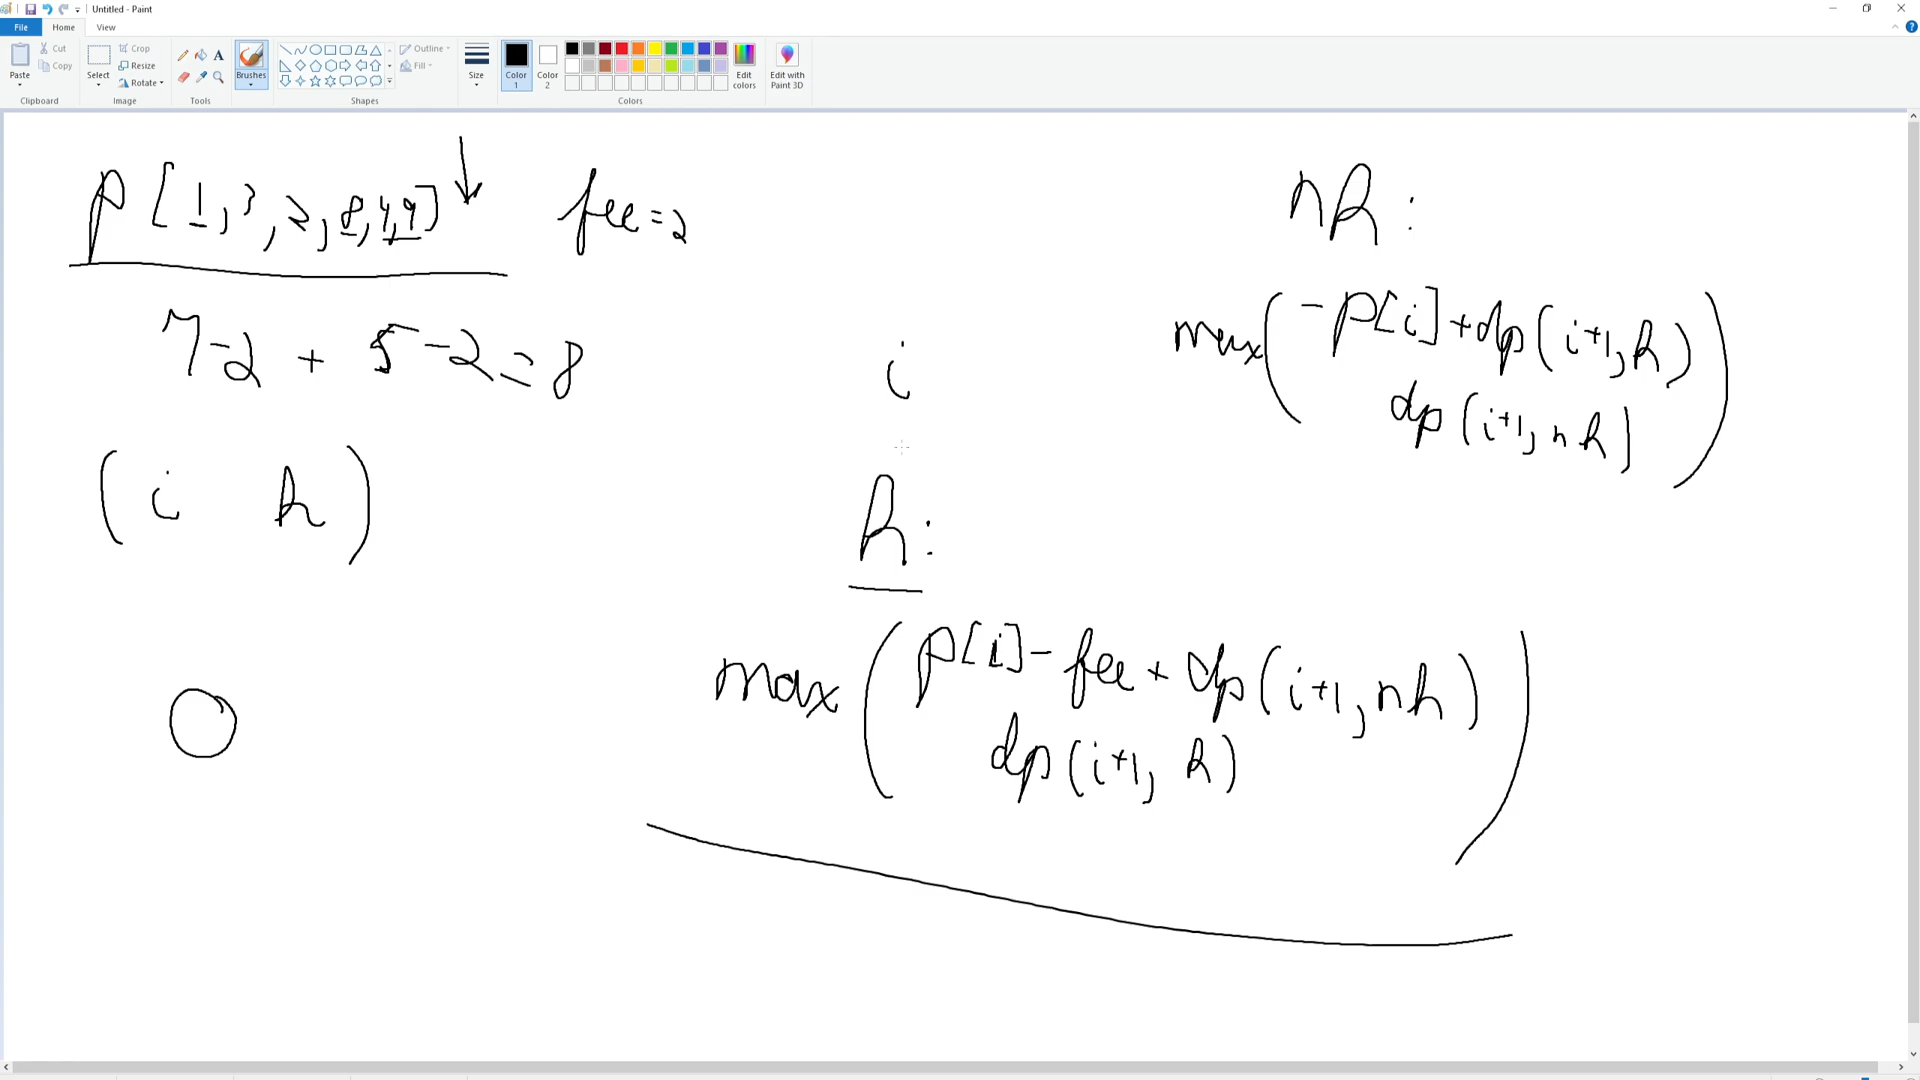 Untitled - Paint
File Home View
Paste
Cut
Copy
Clipboard
Select
Crop
Resize
Rotate
Image
Tools
Brushes
Outline
Fill
Shapes
Size
Color 1
Color 2
Edit colors
Colors
Edit with Paint 3D
p [1, 3, 2, 8, 4, 9] fee = 2
7-2 + 5-2 = 8
(i h)
0
i
nh:
max( -p[i] + dp(i+1, h)
dp(i+1, nh) )
h:
max( p[i] - fee + dp(i+1, nh)
dp(i+1, h) )